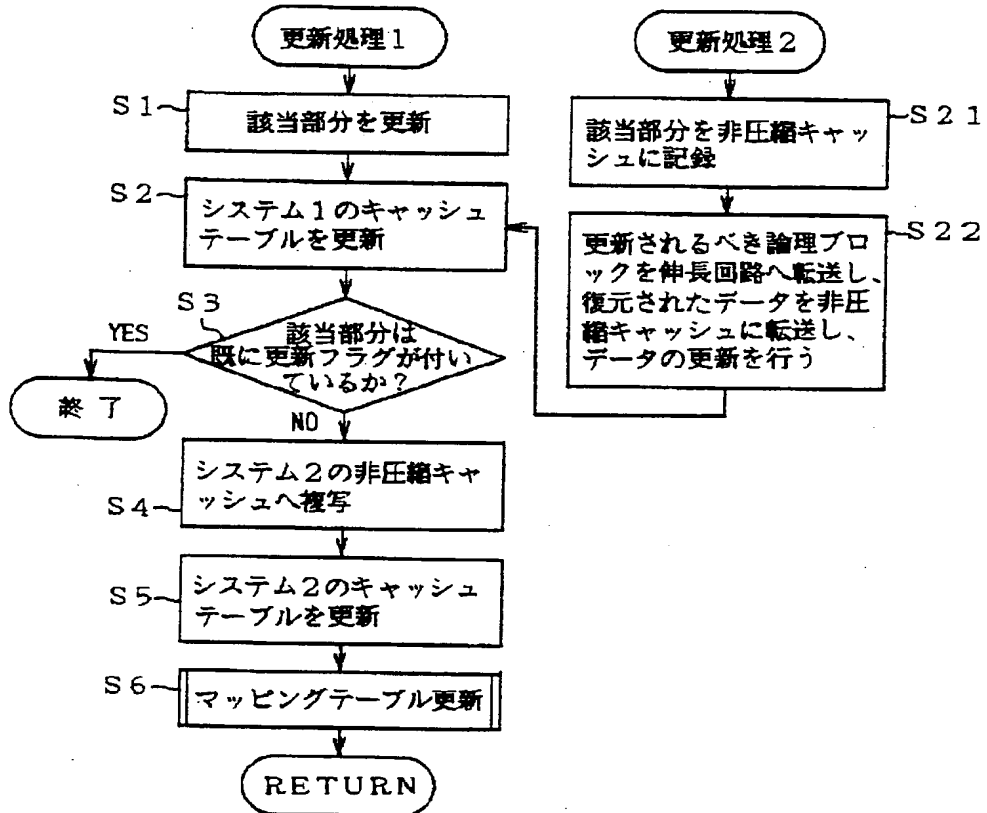 更新処理1
S1
該当部分を更新
S2
システム1のキャッシュ
テーブルを更新
S3
該当部分は
既に更新フラグが付い
ているか？
YES
終了
NO
S4
システム2の非圧縮キャ
ッシュへ複写
S5
システム2のキャッシュ
テーブルを更新
S6
マッピングテーブル更新
RETURN
更新処理2
S21
該当部分を非圧縮キャッ
シュに記録
S22
更新されるべき論理ブロ
ックを伸長回路へ転送し、
復元されたデータを非圧
縮キャッシュに転送し、
データの更新を行う